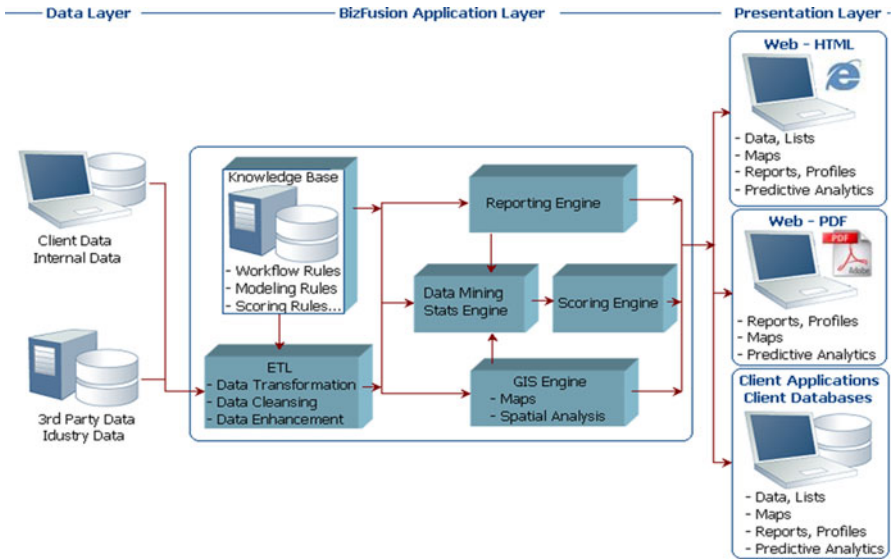 Data Layer
BizFusion Application Layer
Presentation Layer
Client Data
Internal Data
3rd Party Data
Idustry Data
Knowledge Base
- Workflow Rules
- Modeling Rules
- Scoring Rules...
ETL
- Data Transformation
- Data Cleansing
- Data Enhancement
Reporting Engine
Data Mining
Stats Engine
Scoring Engine
GIS Engine
- Maps
- Spatial Analysis
Web - HTML
- Data, Lists
- Maps
- Reports, Profiles
- Predictive Analytics
Web - PDF
PDF
Adobe
- Reports, Profiles
- Maps
- Predictive Analytics
Client Applications
Client Databases
- Data, Lists
- Maps
- Reports, Profiles
- Predictive Analytics